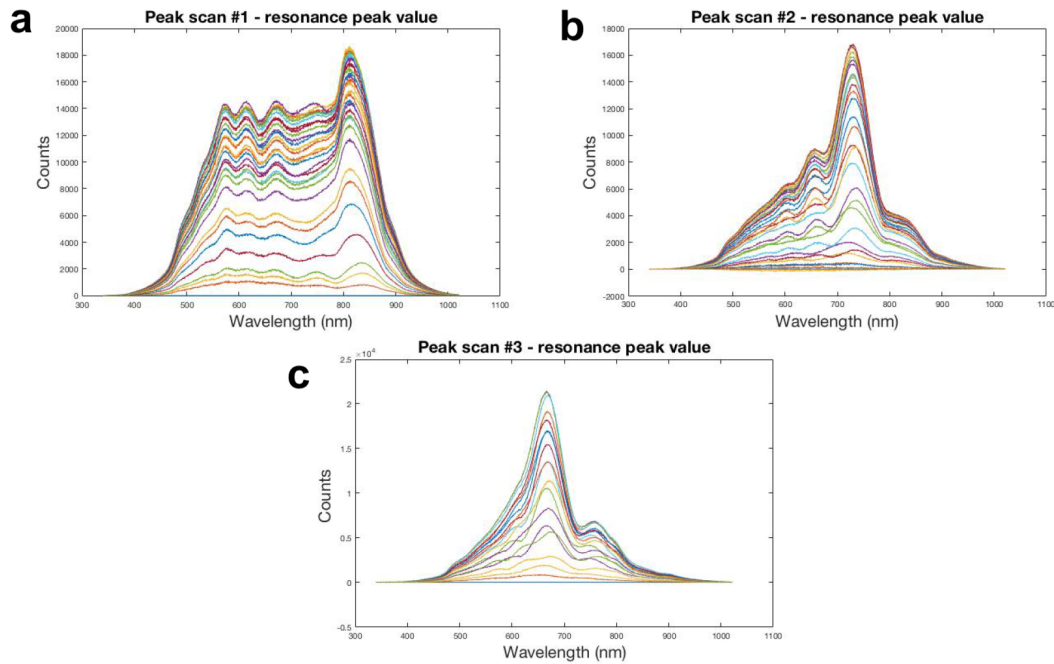 a
Peak scan #1 - resonance peak value
20000
18000
16000
14000
12000
10000
8000
6000
4000
2000
0
Counts
300 400 500 600 700 800 900 1000 1100
Wavelength (nm)
b
Peak scan #2 - resonance peak value
18000
16000
14000
12000
10000
8000
6000
4000
2000
0
-2000
Counts
300 400 500 600 700 800 900 1000 1100
Wavelength (nm)
c
Peak scan #3 - resonance peak value
×10⁴
2.5
2
1.5
1
0.5
0
-0.5
Counts
300 400 500 600 700 800 900 1000 1100
Wavelength (nm)